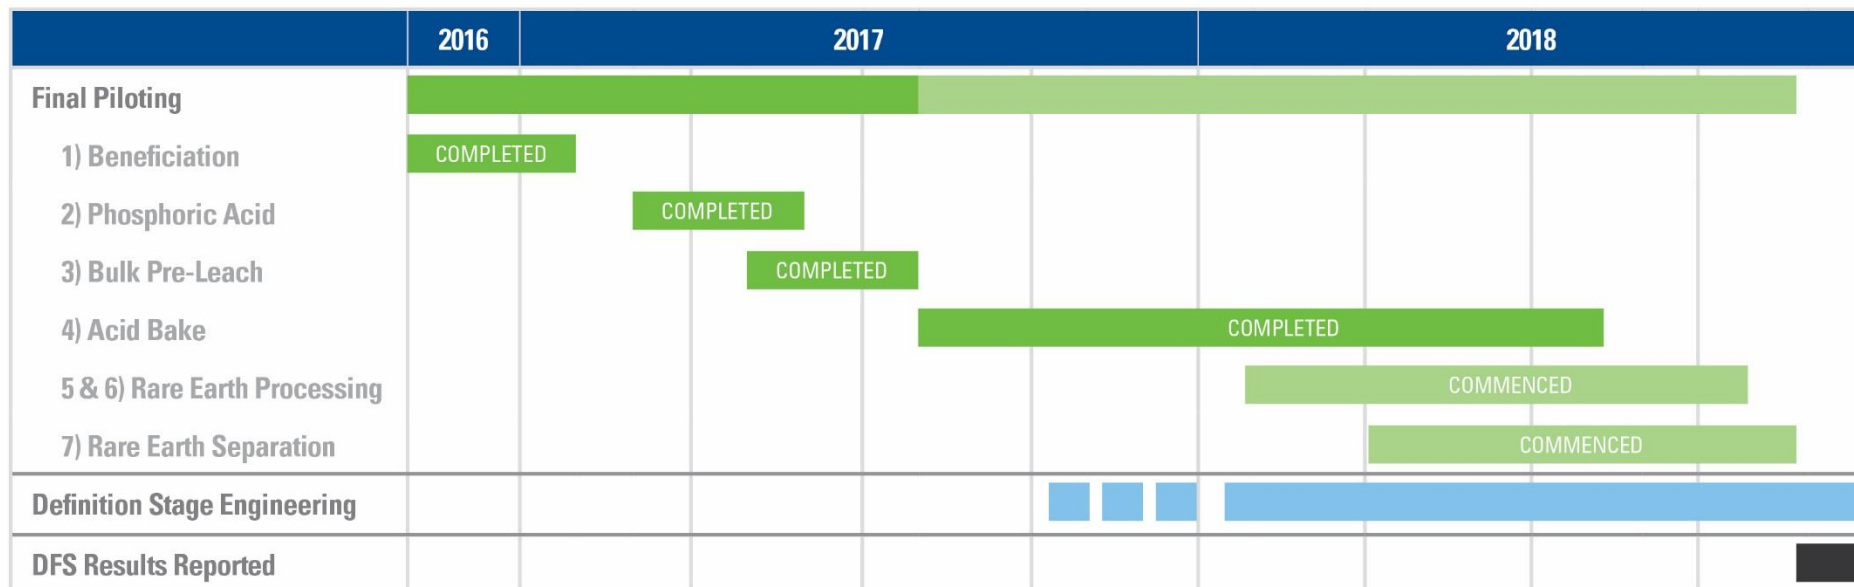 2016 2017 2018
Final Piloting
1) Beneficiation COMPLETED
2) Phosphoric Acid COMPLETED
3) Bulk Pre-Leach COMPLETED
4) Acid Bake COMPLETED
5 & 6) Rare Earth Processing COMMENCED
7) Rare Earth Separation COMMENCED
Definition Stage Engineering
DFS Results Reported